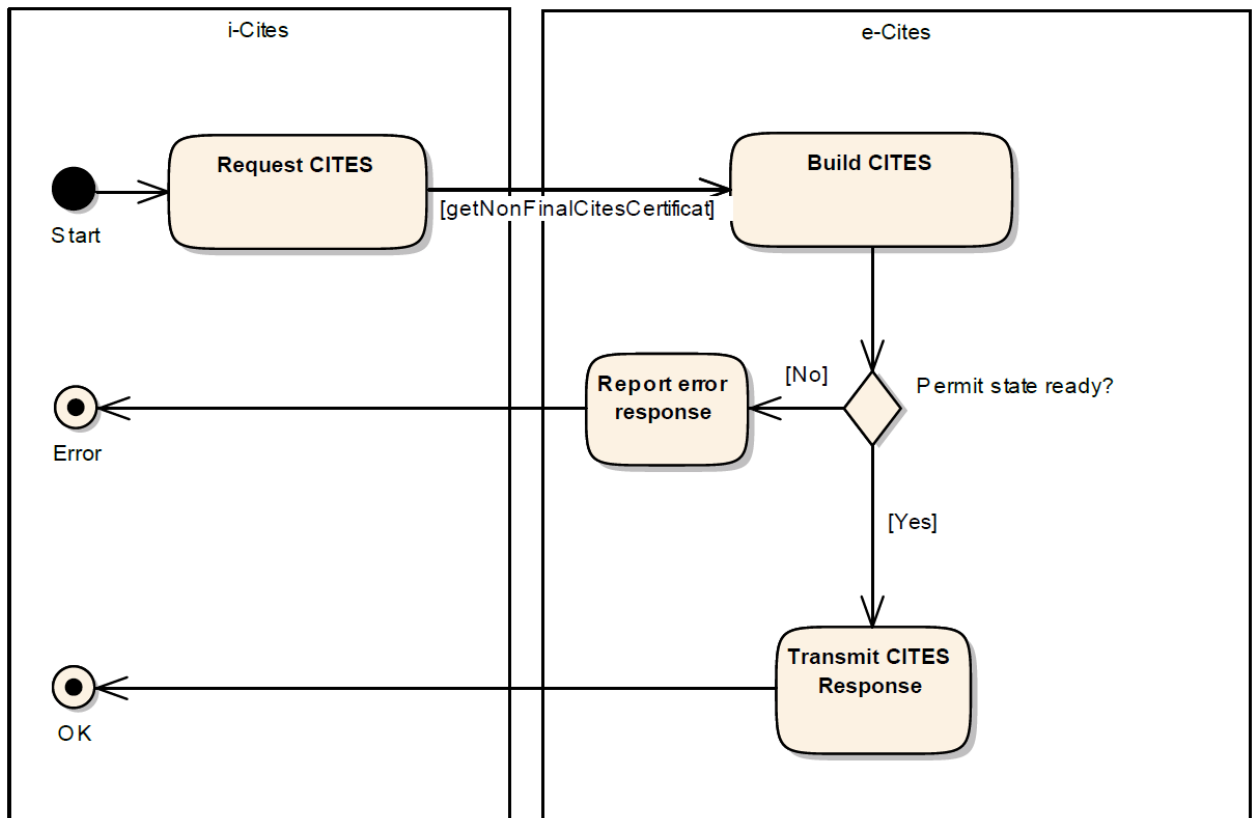 i-Cites
e-Cites
Request CITES
Build CITES
[getNonFinalCitesCertificat]
Start
Report error
response
[No]
Permit state ready?
Error
[Yes]
Transmit CITES
Response
OK